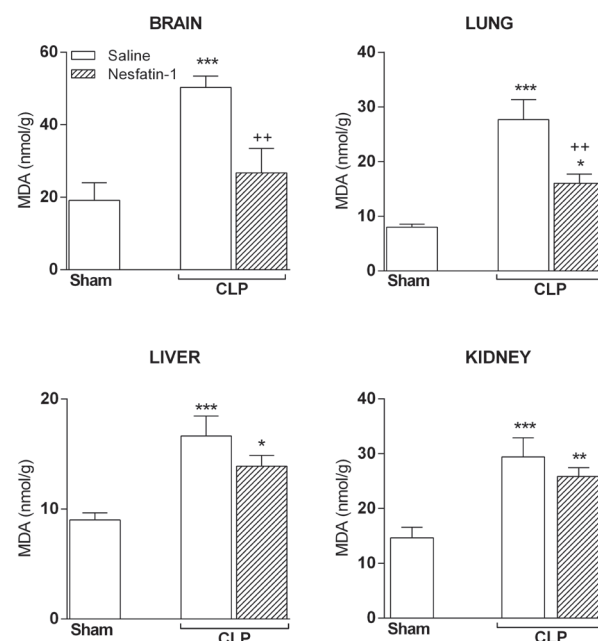 BRAIN
60
40
20
0
MDA (nmol/g)
Saline
Nesfatin-1
***
++
Sham
CLP
LUNG
40
30
20
10
0
MDA (nmol/g)
***
++
*
Sham
CLP
LIVER
20
10
0
MDA (nmol/g)
***
*
Sham
CLP
KIDNEY
40
30
20
10
0
MDA (nmol/g)
***
**
Sham
CLP